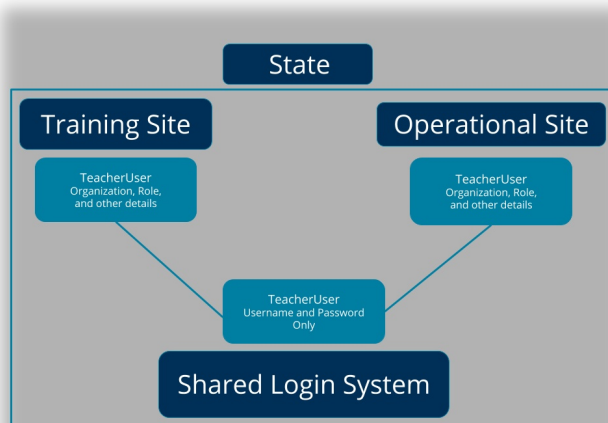 State
Training Site
Operational Site
TeacherUser
Organization, Role,
and other details
TeacherUser
Organization, Role,
and other details
TeacherUser
Username and Password
Only
Shared Login System